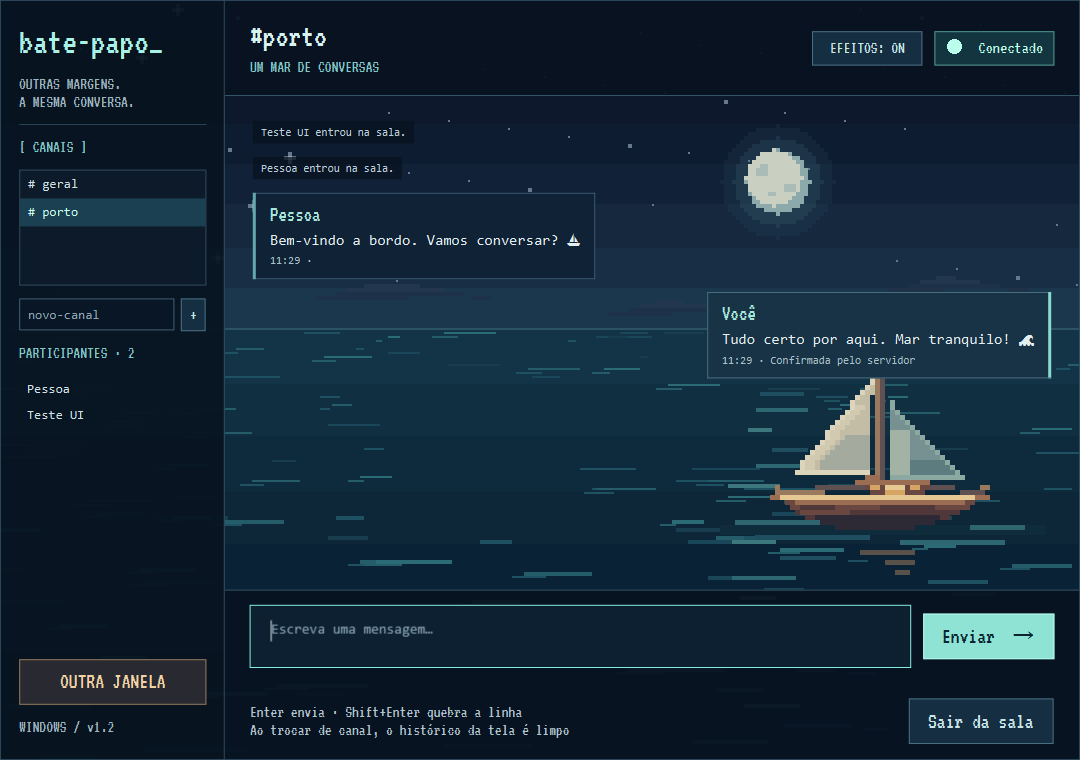 bate-papo_
OUTRAS MARGENS.
A MESMA CONVERSA.
[ CANAIS ]
# geral
# porto
novo-canal
+
PARTICIPANTES · 2
Pessoa
Teste UI
OUTRA JANELA
WINDOWS / v1.2
#porto
UM MAR DE CONVERSAS
EFEITOS: ON
Conectado
Teste UI entrou na sala.
Pessoa entrou na sala.
Pessoa
Bem-vindo a bordo. Vamos conversar? ⛵
11:29 ·
Você
Tudo certo por aqui. Mar tranquilo! 🌊
11:29 · Confirmada pelo servidor
Escreva uma mensagem…
Enviar →
Enter envia · Shift+Enter quebra a linha
Ao trocar de canal, o histórico da tela é limpo
Sair da sala